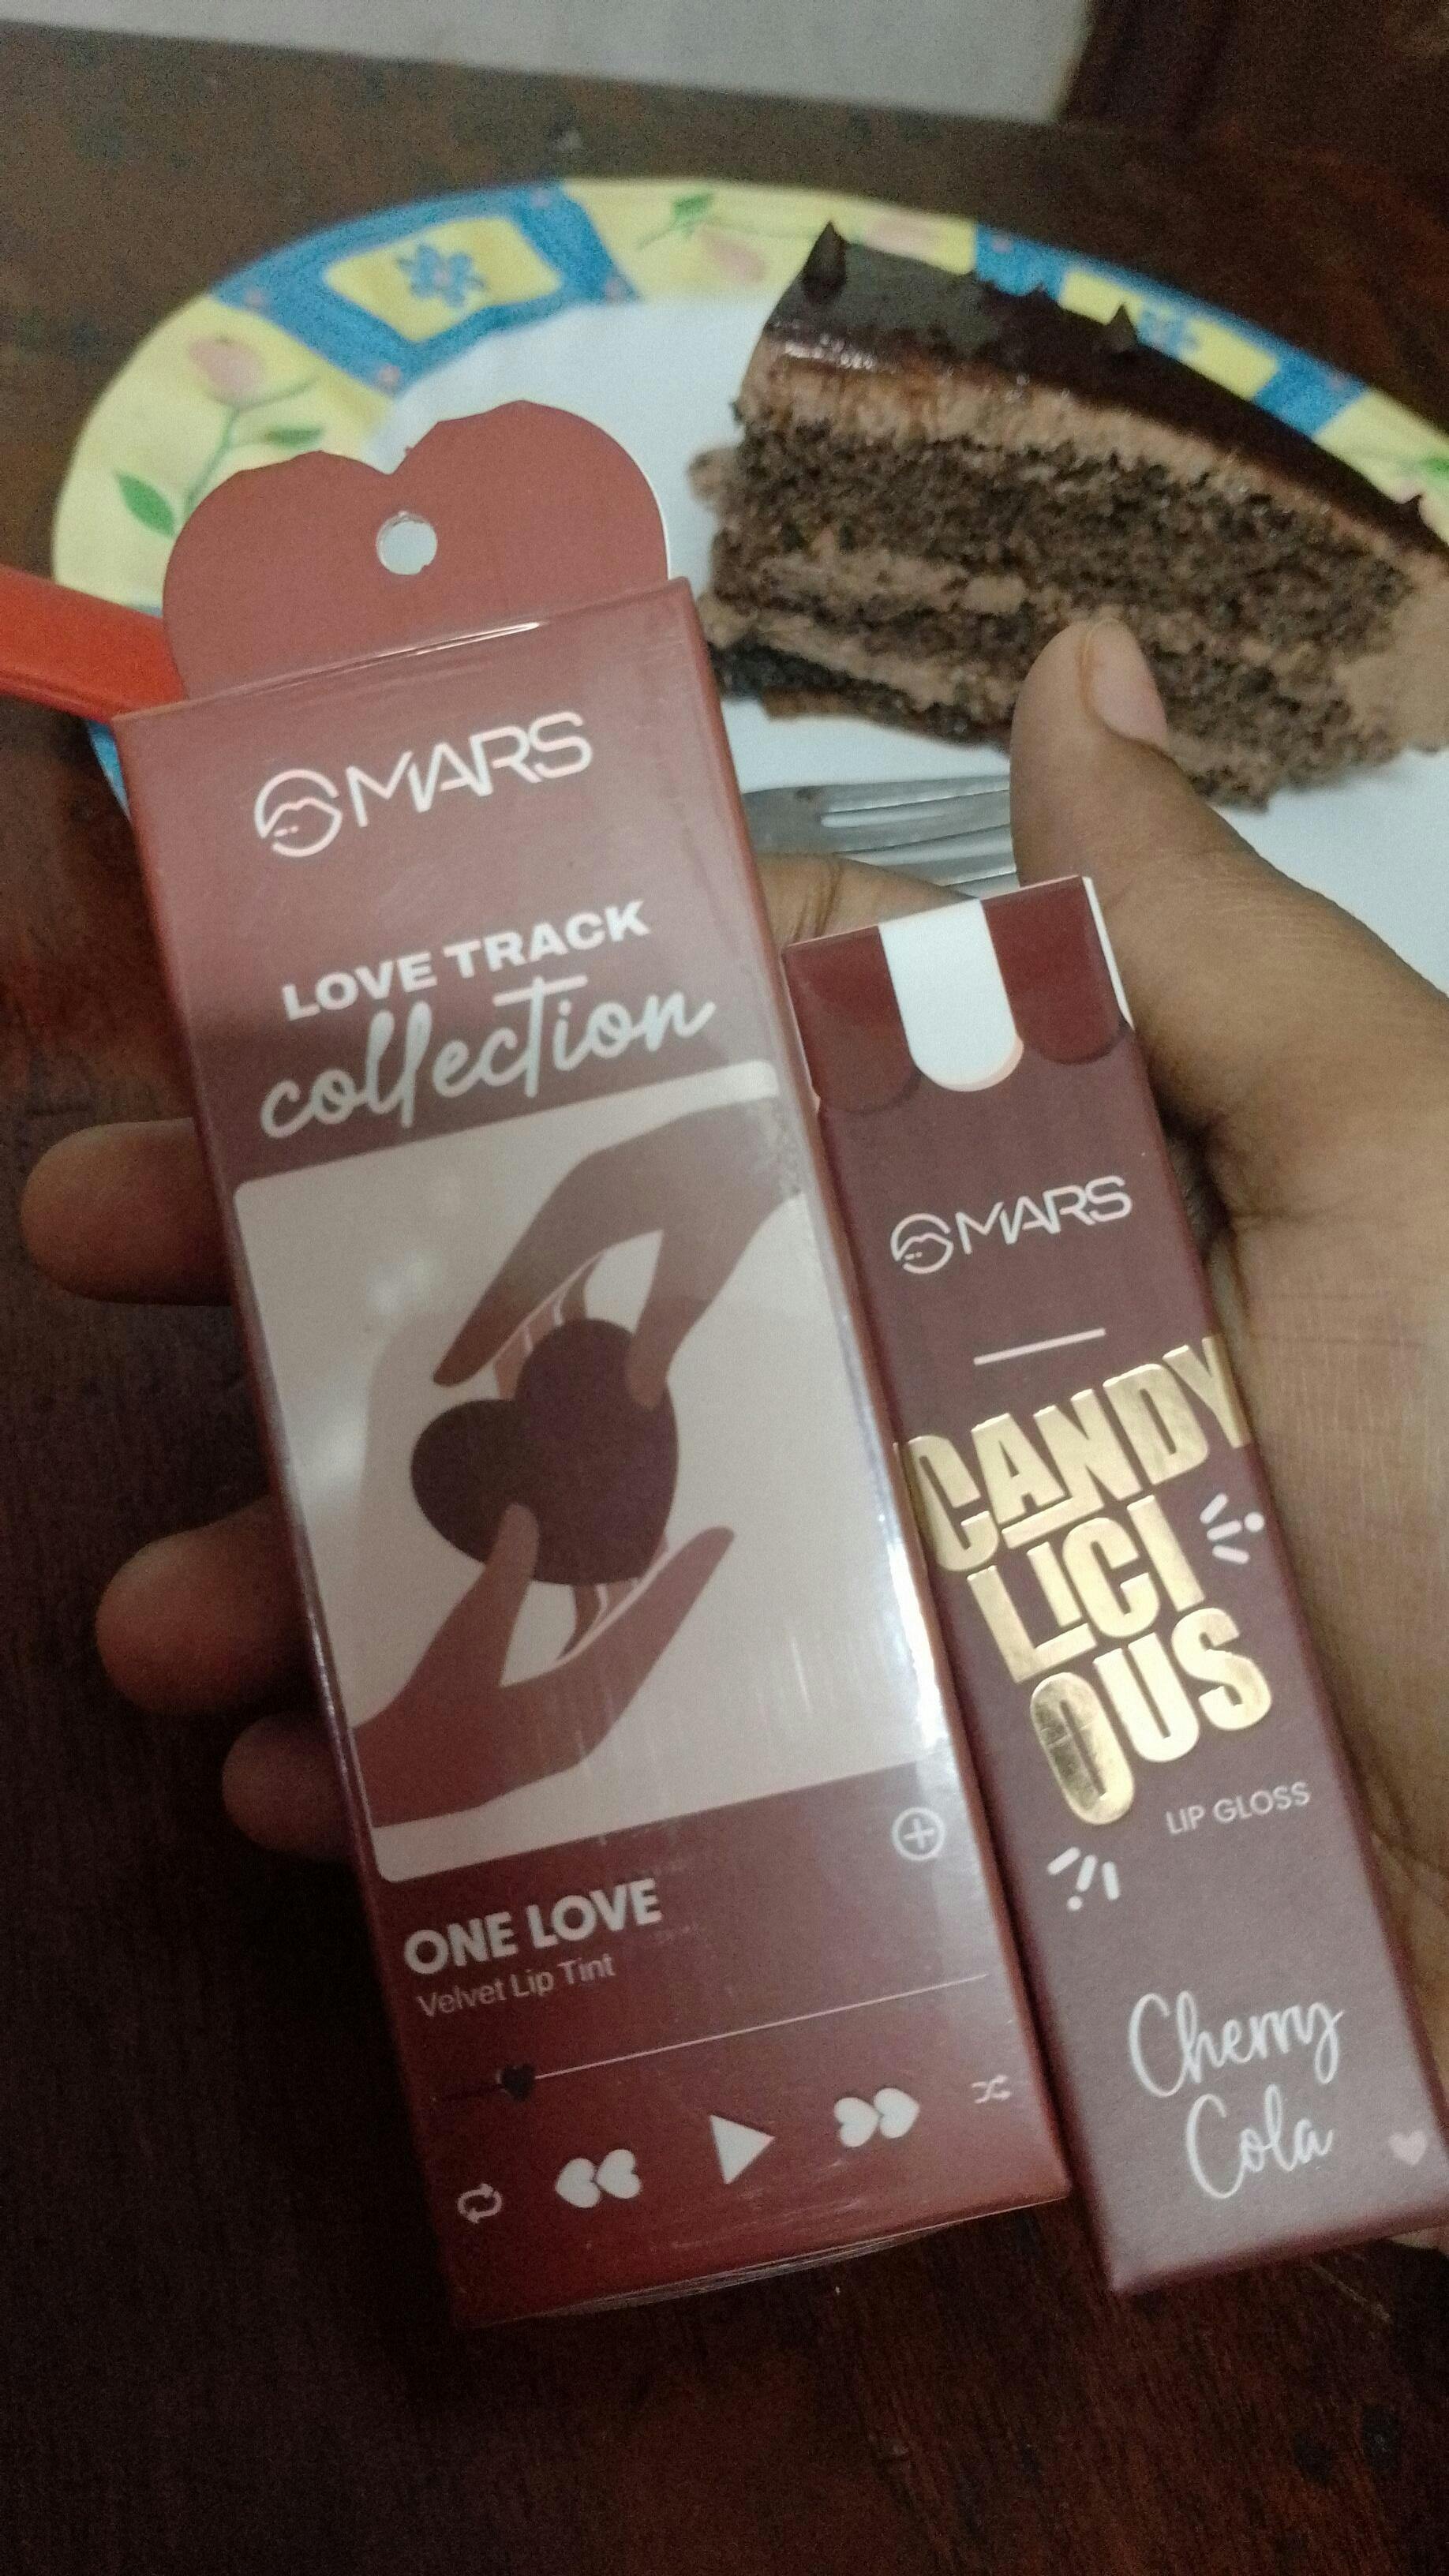 MARS
LOVE TRACK
collection
ONE LOVE
Velvet Lip Tint
MARS
CANDY
LICI
OUS
LIP GLOSS
Cherry
Cola